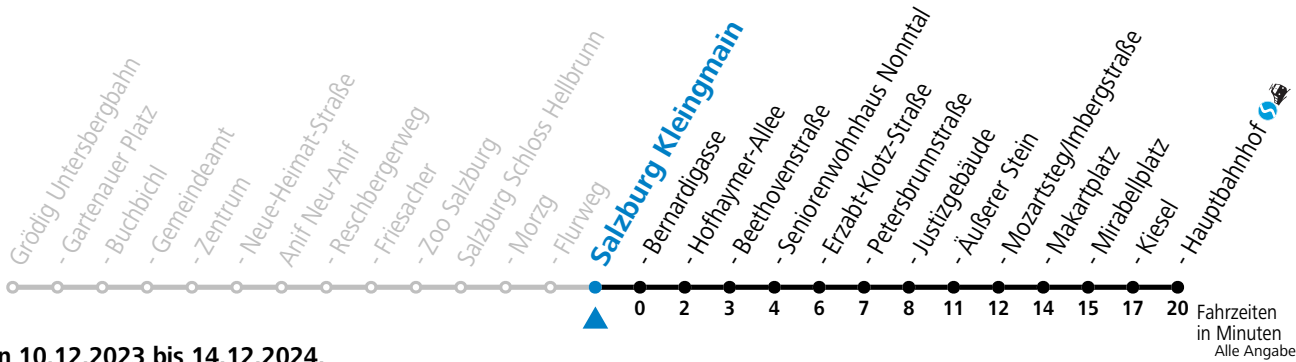 Grödig Untersbergbahn
- Gartenauer Platz
- Buchbichl
- Gemeindeamt
- Zentrum
- Neue-Heimat-Straße
Anif Neu-Anif
- Reschbergerweg
- Friesacher
- Zoo Salzburg
Salzburg Schloss Hellbrunn
- Morzg
- Flurweg
Salzburg Kleingmain
- Bernardigasse
- Hofhaymer-Allee
- Beethovenstraße
- Seniorenwohnhaus Nonntal
- Erzabt-Klotz-Straße
- Petersbrunnstraße
- Justizgebäude
- Äußerer Stein
- Mozartsteg/Imbergstraße
- Makartplatz
- Mirabellplatz
- Kiesel
- Hauptbahnhof
0 2 3 4 6 7 8 11 12 14 15 17 20
Fahrzeiten
in Minuten
Alle Angabe
n 10.12.2023 bis 14.12.2024.